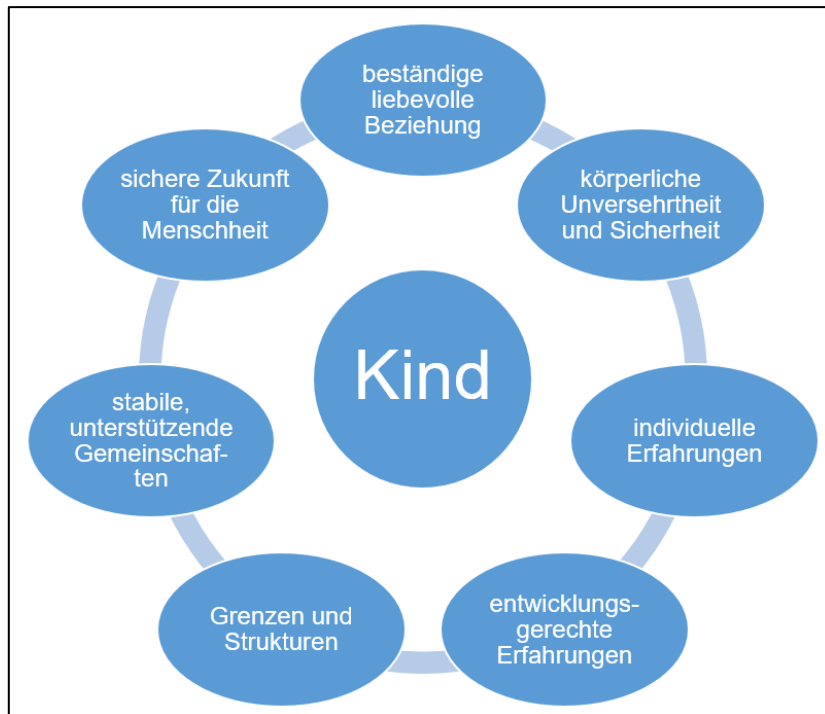 beständige
liebevolle
Beziehung
körperliche
Unversehrtheit
und Sicherheit
individuelle
Erfahrungen
entwicklungs-
gerechte
Erfahrungen
Grenzen und
Strukturen
stabile,
unterstützende
Gemeinschaf-
ten
sichere Zukunft
für die
Menschheit
Kind